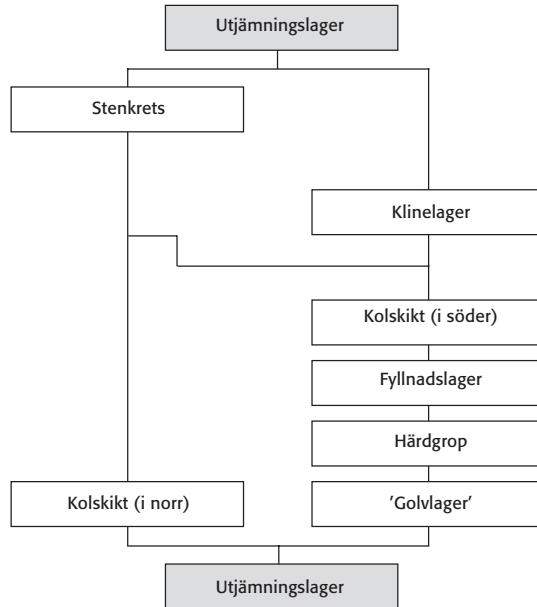 Utjämningslager
Stenkrets
Klinelager
Kolskikt (i söder)
Fyllnadslager
Härdgrop
Kolskikt (i norr)
’Golvlager’
Utjämningslager